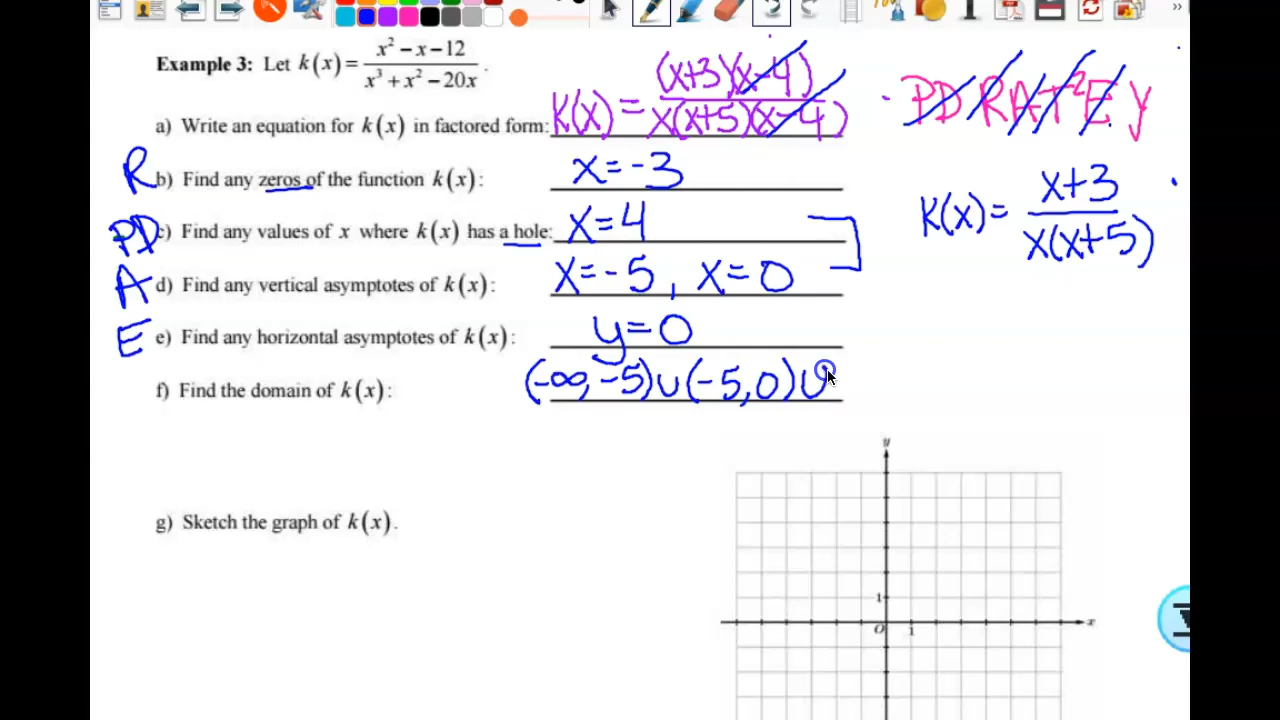 Example 3: Let k(x) = (x² − x − 12)/(x³ + x² − 20x).
a) Write an equation for k(x) in factored form: K(x) = (x+3)(x−4)/(x(x+5)(x−4))
PD RAT²E y
R b) Find any zeros of the function k(x): x = −3
K(x) = (x+3)/(x(x+5))
PD c) Find any values of x where k(x) has a hole: x = 4
A d) Find any vertical asymptotes of k(x): x = −5, x = 0
E e) Find any horizontal asymptotes of k(x): y = 0
f) Find the domain of k(x): (−∞, −5) ∪ (−5, 0) ∪
g) Sketch the graph of k(x).
y
1
O 1 x